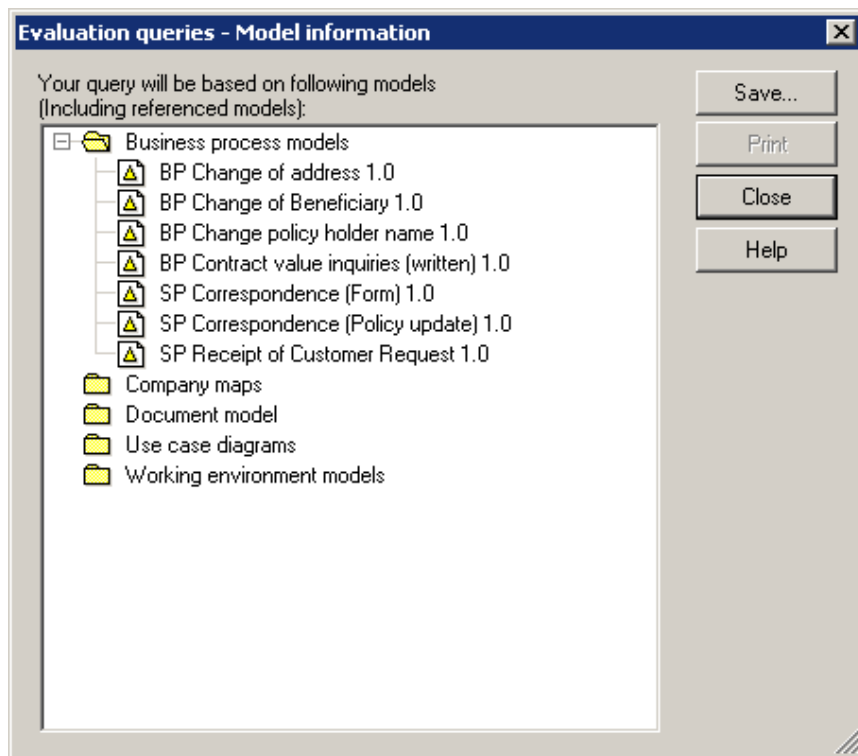 Evaluation queries - Model information
Your query will be based on following models
(Including referenced models):
Save...
Print
Close
Help
Business process models
BP Change of address 1.0
BP Change of Beneficiary 1.0
BP Change policy holder name 1.0
BP Contract value inquiries (written) 1.0
SP Correspondence (Form) 1.0
SP Correspondence (Policy update) 1.0
SP Receipt of Customer Request 1.0
Company maps
Document model
Use case diagrams
Working environment models